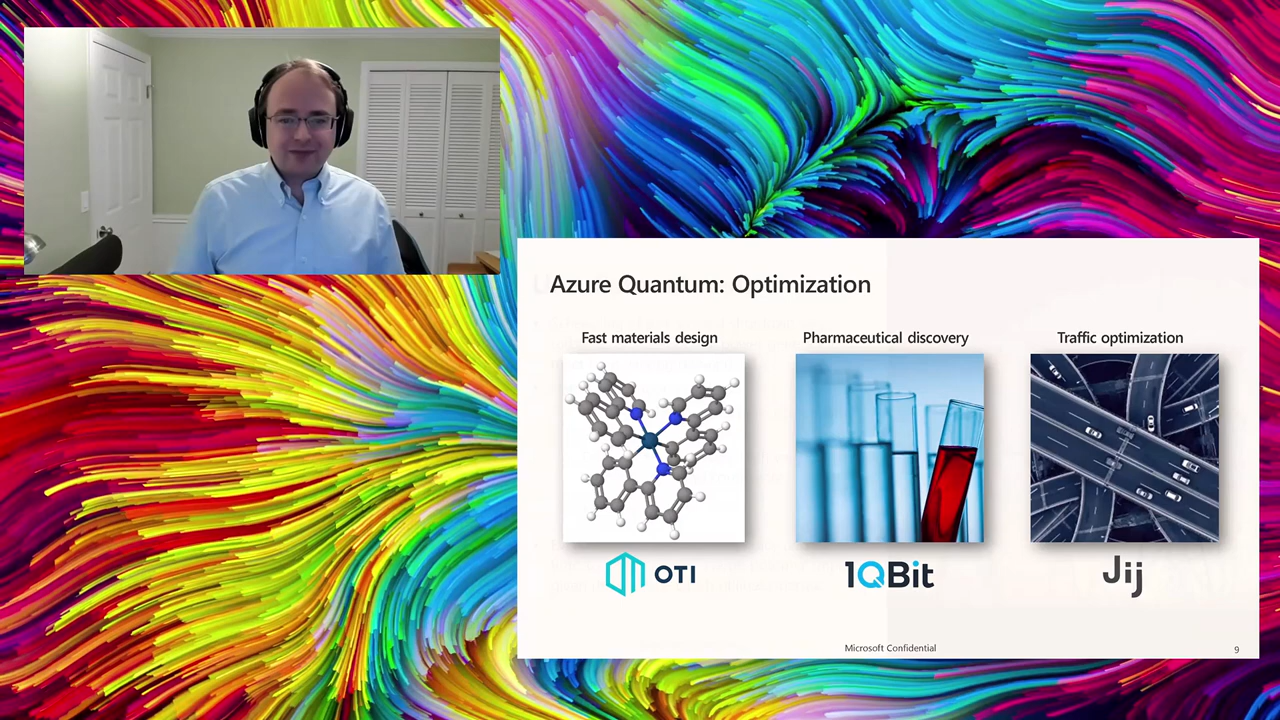 Azure Quantum: Optimization
Fast materials design
Pharmaceutical discovery
Traffic optimization
OTI
1QBit
Jij
Microsoft Confidential
9